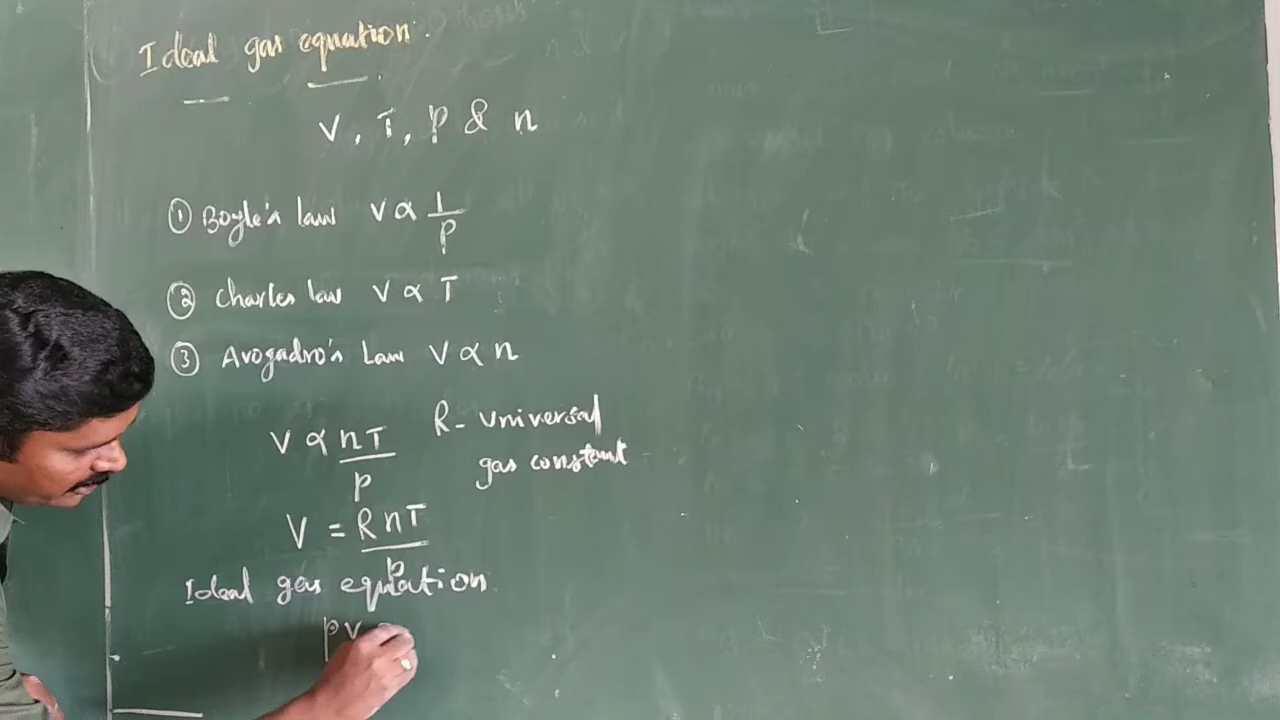 Ideal gas equation.
V, T, P & n
① Boyle's law V ∝ 1/P
② Charles law V ∝ T
③ Avogadro's Law V ∝ n
V ∝ nT/P
R - Universal
gas constant
V = RnT/P
Ideal gas equation
PV